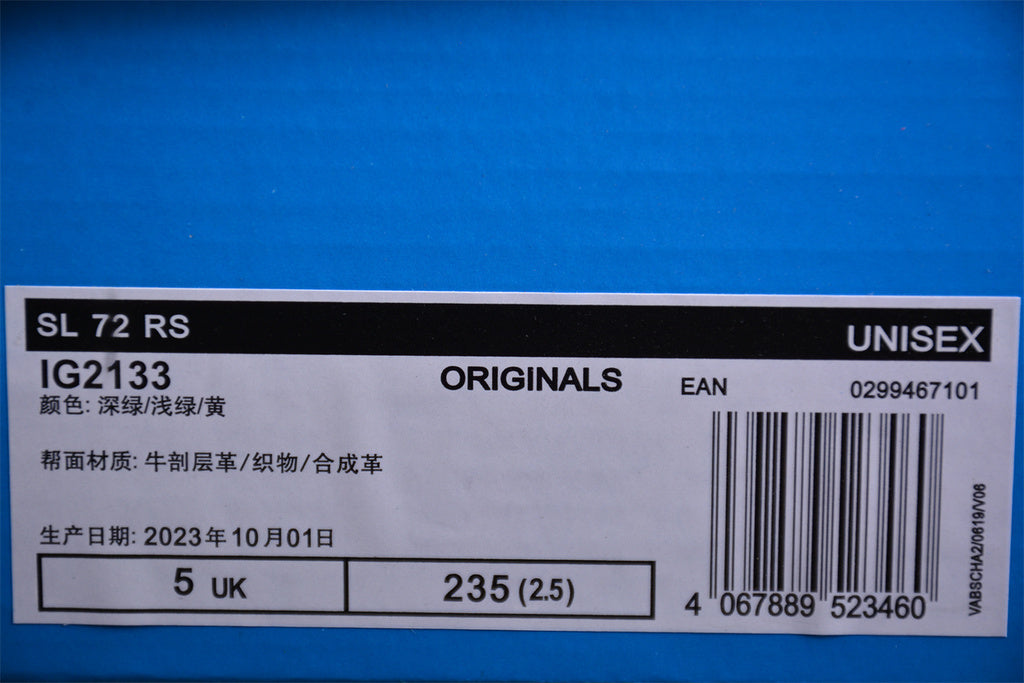 SL 72 RS UNISEX
IG2133 ORIGINALS EAN 0299467101
颜色: 深绿/浅绿/黄
帮面材质: 牛剖层革/织物/合成革
生产日期: 2023年10月01日
5 UK 235(2.5)
4 067889 523460
VABSCHA2/0619/V06